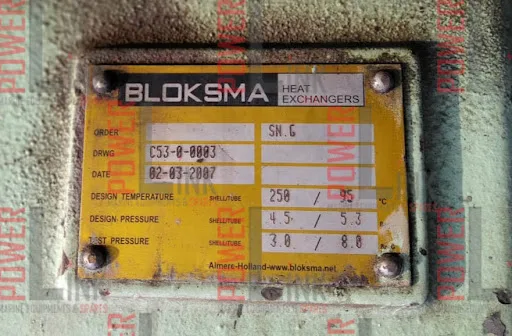 BLOKSMA HEAT EXCHANGERS
ORDER SN.G
DRWG C53-0-0003
DATE 02-03-2007
DESIGN TEMPERATURE SHELL/TUBE 250 / 95 °C
DESIGN PRESSURE SHELL/TUBE 4.5 / 5.3
TEST PRESSURE SHELL/TUBE 3.0 / 8.0
Almere-Holland-www.bloksma.net
POWER LINK